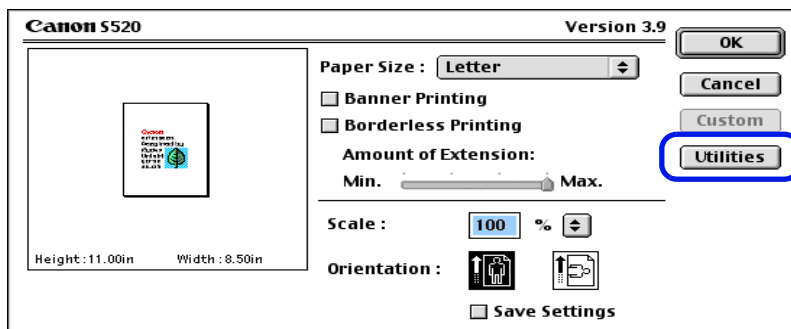 Canon S520
Version 3.9
OK
Paper Size : Letter
Cancel
Banner Printing
Custom
Borderless Printing
Amount of Extension:
Utilities
Min. Max.
Scale : 100 %
Height:11.00in Width:8.50in
Orientation :
Save Settings